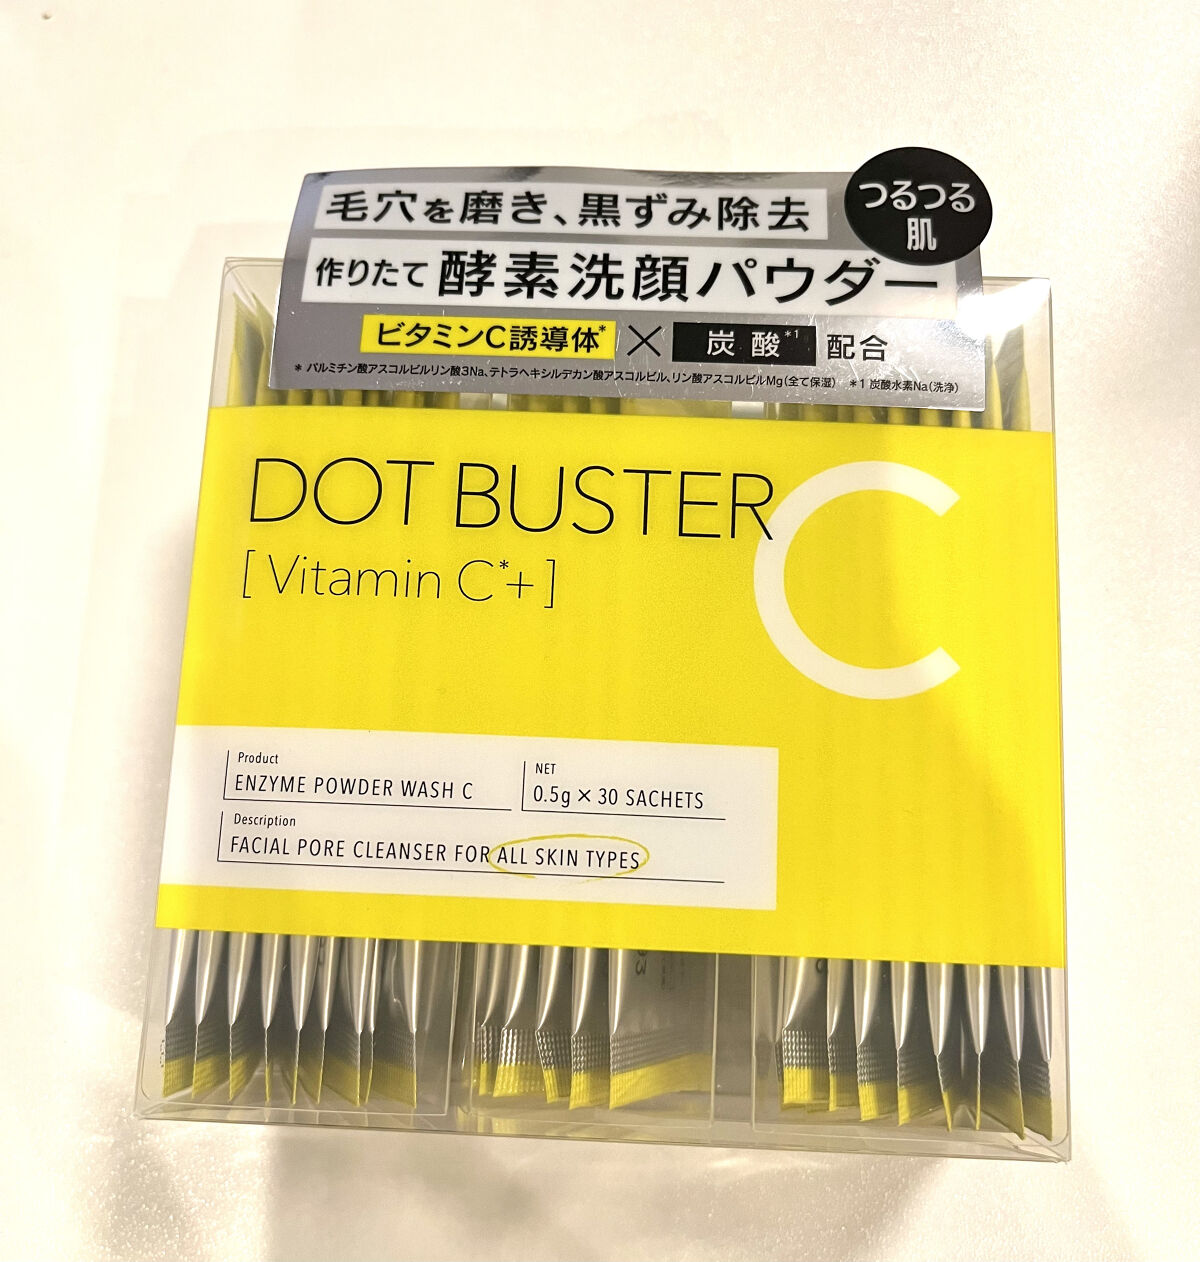 毛穴を磨き、黒ずみ除去
つるつる
肌
作りたて 酵素洗顔パウダー
ビタミンC誘導体* × 炭酸*1 配合
* パルミチン酸アスコルビルリン酸3Na、テトラヘキシルデカン酸アスコルビル、リン酸アスコルビルMg(全て保湿) *1 炭酸水素Na(洗浄)
DOT BUSTER C
[ Vitamin C*+ ]
Product
ENZYME POWDER WASH C
NET
0.5g × 30 SACHETS
Description
FACIAL PORE CLEANSER FOR ALL SKIN TYPES